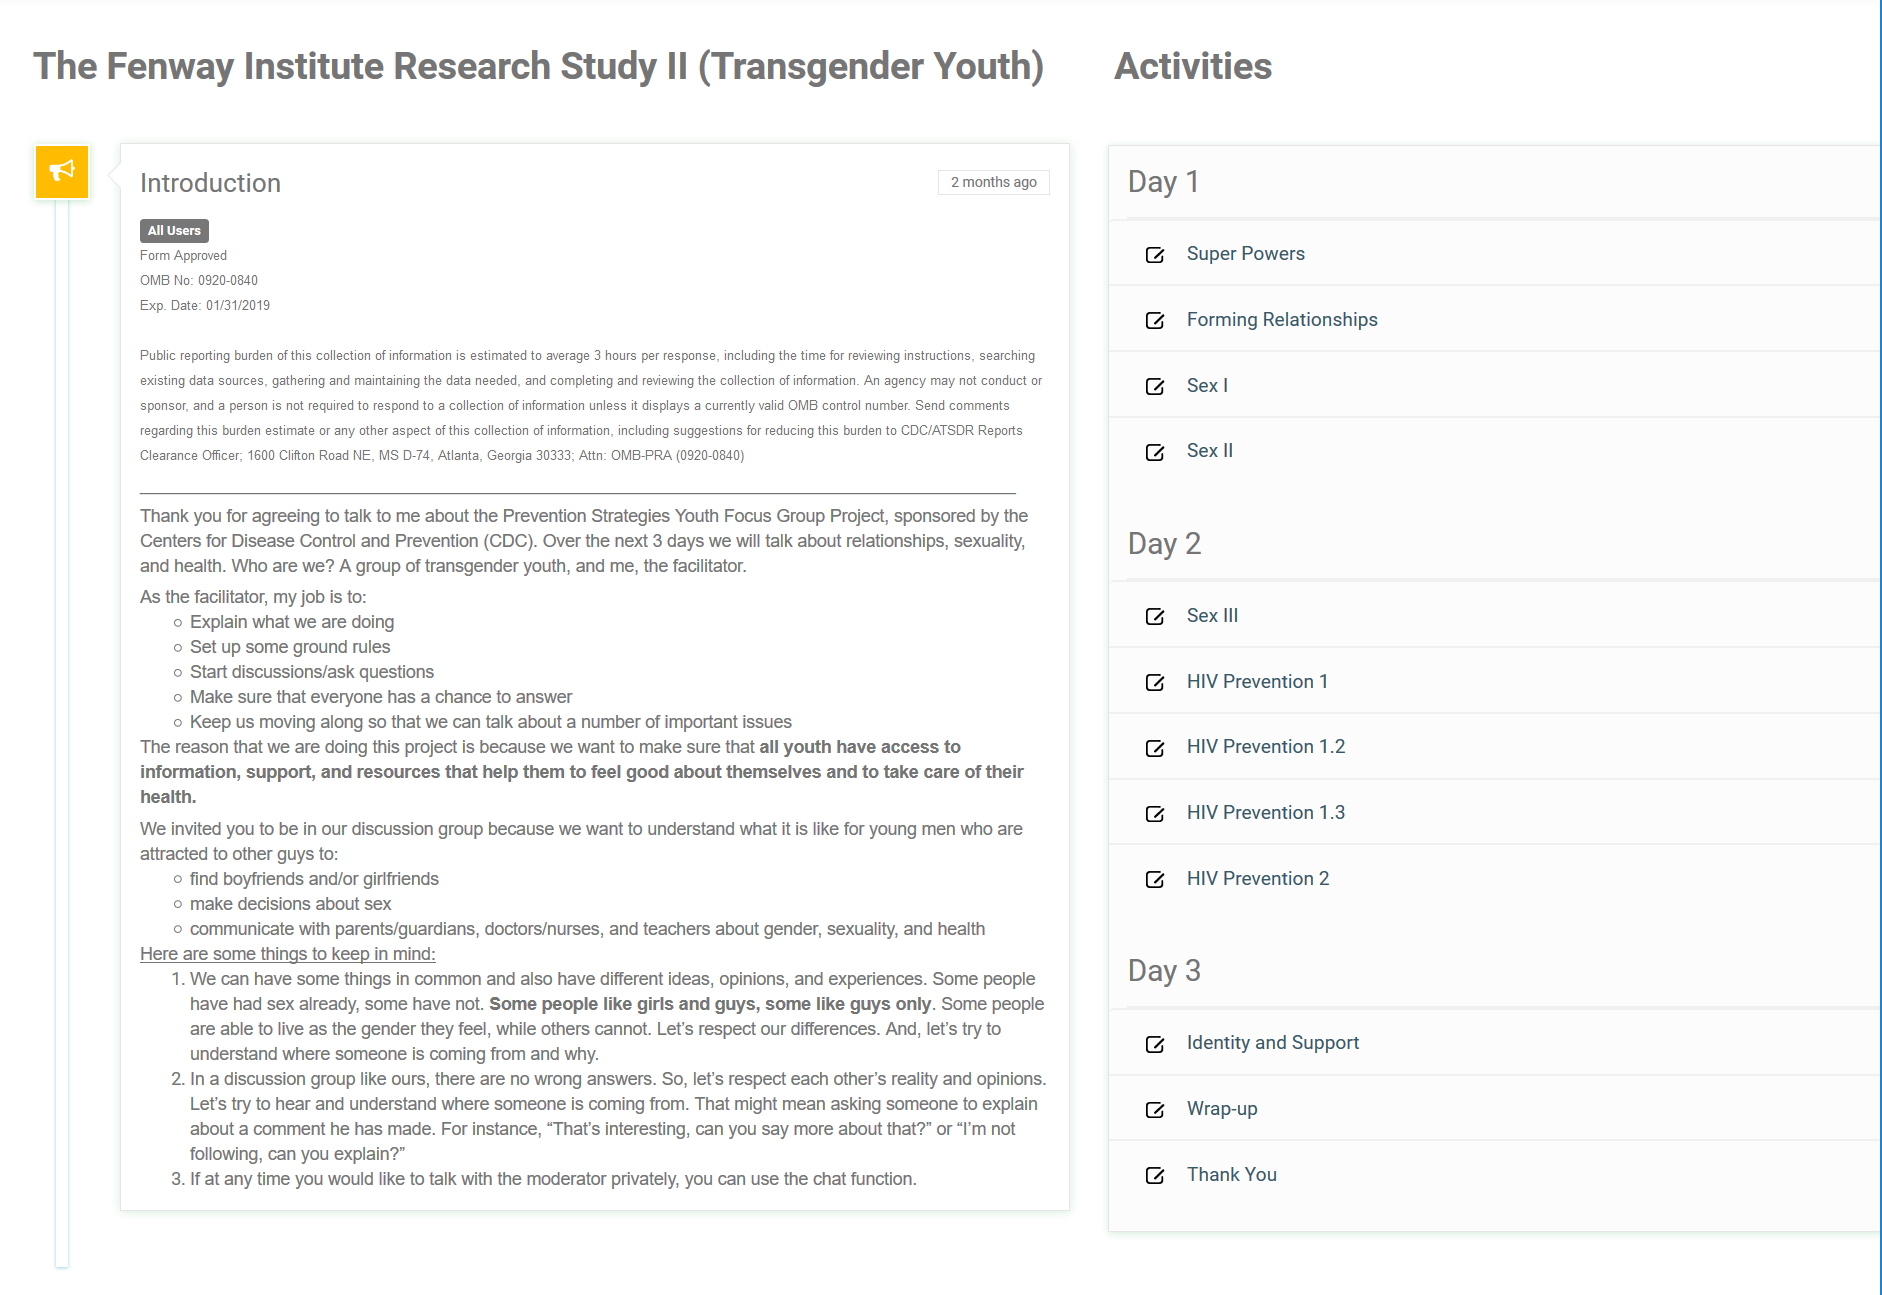 The Fenway Institute Research Study II (Transgender Youth)
Introduction
2 months ago
All Users
Form Approved
OMB No: 0920-0840
Exp. Date: 01/31/2019
Public reporting burden of this collection of information is estimated to average 3 hours per response, including the time for reviewing instructions, searching
existing data sources, gathering and maintaining the data needed, and completing and reviewing the collection of information. An agency may not conduct or
sponsor, and a person is not required to respond to a collection of information unless it displays a currently valid OMB control number. Send comments
regarding this burden estimate or any other aspect of this collection of information, including suggestions for reducing this burden to CDC/ATSDR Reports
Clearance Officer; 1600 Clifton Road NE, MS D-74, Atlanta, Georgia 30333; Attn: OMB-PRA (0920-0840)
Thank you for agreeing to talk to me about the Prevention Strategies Youth Focus Group Project, sponsored by the
Centers for Disease Control and Prevention (CDC). Over the next 3 days we will talk about relationships, sexuality,
and health. Who are we? A group of transgender youth, and me, the facilitator.
As the facilitator, my job is to:
○ Explain what we are doing
○ Set up some ground rules
○ Start discussions/ask questions
○ Make sure that everyone has a chance to answer
○ Keep us moving along so that we can talk about a number of important issues
The reason that we are doing this project is because we want to make sure that all youth have access to
information, support, and resources that help them to feel good about themselves and to take care of their
health.
We invited you to be in our discussion group because we want to understand what it is like for young men who are
attracted to other guys to:
○ find boyfriends and/or girlfriends
○ make decisions about sex
○ communicate with parents/guardians, doctors/nurses, and teachers about gender, sexuality, and health
Here are some things to keep in mind:
1. We can have some things in common and also have different ideas, opinions, and experiences. Some people
have had sex already, some have not. Some people like girls and guys, some like guys only. Some people
are able to live as the gender they feel, while others cannot. Let’s respect our differences. And, let’s try to
understand where someone is coming from and why.
2. In a discussion group like ours, there are no wrong answers. So, let’s respect each other’s reality and opinions.
Let’s try to hear and understand where someone is coming from. That might mean asking someone to explain
about a comment he has made. For instance, “That’s interesting, can you say more about that?” or “I’m not
following, can you explain?”
3. If at any time you would like to talk with the moderator privately, you can use the chat function.
Activities
Day 1
Super Powers
Forming Relationships
Sex I
Sex II
Day 2
Sex III
HIV Prevention 1
HIV Prevention 1.2
HIV Prevention 1.3
HIV Prevention 2
Day 3
Identity and Support
Wrap-up
Thank You